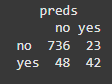 preds
no yes
no 736 23
yes 48 42